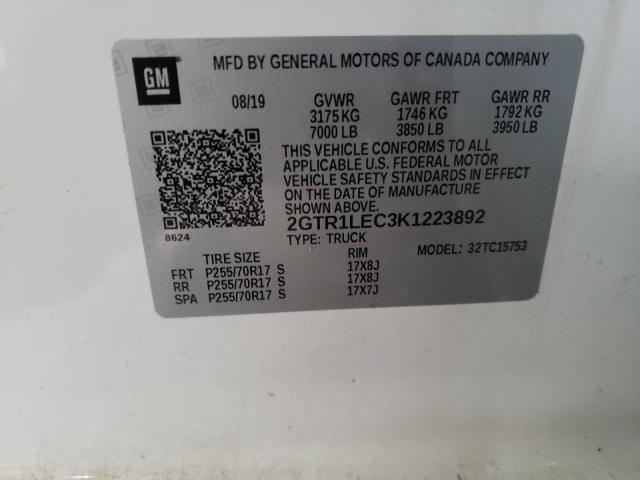 GM
MFD BY GENERAL MOTORS OF CANADA COMPANY
08/19 GVWR GAWR FRT GAWR RR
3175 KG 1746 KG 1792 KG
7000 LB 3850 LB 3950 LB
THIS VEHICLE CONFORMS TO ALL
APPLICABLE U.S. FEDERAL MOTOR
VEHICLE SAFETY STANDARDS IN EFFECT
ON THE DATE OF MANUFACTURE
SHOWN ABOVE.
2GTR1LEC3K1223892
8624 TYPE: TRUCK MODEL: 32TC15753
TIRE SIZE RIM
FRT P255/70R17 S 17X8J
RR P255/70R17 S 17X8J
SPA P255/70R17 S 17X7J